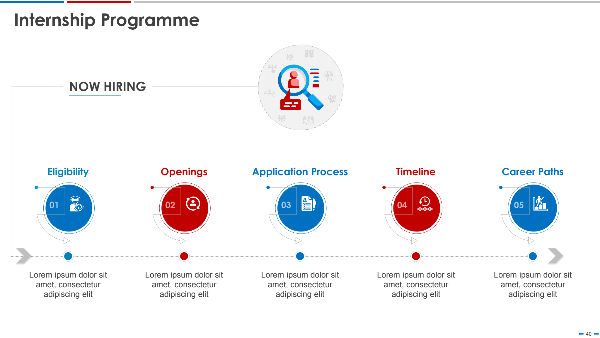 Internship Programme
NOW HIRING
Eligibility
Openings
Application Process
Timeline
Career Paths
01
02
03
04
05
Lorem ipsum dolor sit
amet, consectetur
adipiscing elit
Lorem ipsum dolor sit
amet, consectetur
adipiscing elit
Lorem ipsum dolor sit
amet, consectetur
adipiscing elit
Lorem ipsum dolor sit
amet, consectetur
adipiscing elit
Lorem ipsum dolor sit
amet, consectetur
adipiscing elit
40